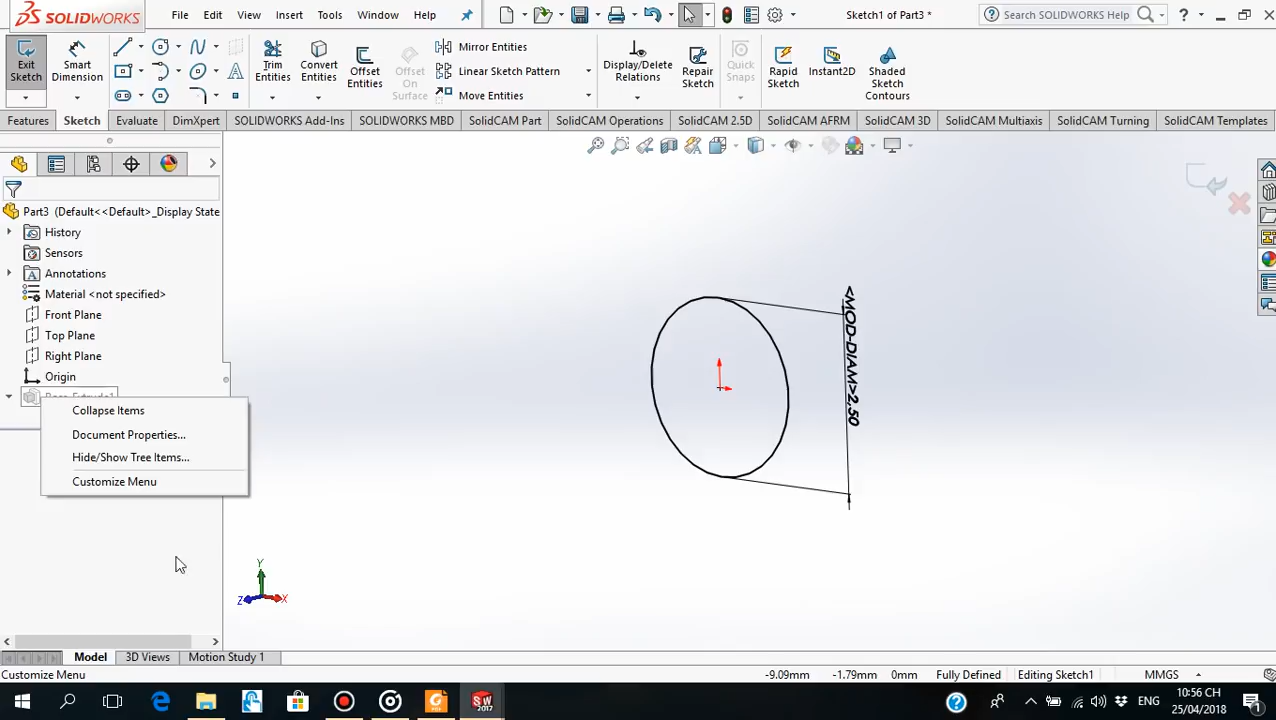 SOLIDWORKS
File Edit View Insert Tools Window Help
Sketch1 of Part3 *
Search SOLIDWORKS Help
?
Exit Sketch
Smart Dimension
Trim Entities
Convert Entities
Offset Entities
Offset On Surface
Mirror Entities
Linear Sketch Pattern
Move Entities
Display/Delete Relations
Repair Sketch
Quick Snaps
Rapid Sketch
Instant2D
Shaded Sketch Contours
Features Sketch Evaluate DimXpert SOLIDWORKS Add-Ins SOLIDWORKS MBD SolidCAM Part SolidCAM Operations SolidCAM 2.5D SolidCAM AFRM SolidCAM 3D SolidCAM Multiaxis SolidCAM Turning SolidCAM Templates
Part3 (Default<<Default>_Display State
History
Sensors
Annotations
Material <not specified>
Front Plane
Top Plane
Right Plane
Origin
Collapse Items
Document Properties...
Hide/Show Tree Items...
Customize Menu
<MOD-DIAM>2,50
Y
Z X
Model 3D Views Motion Study 1
Customize Menu
-9.09mm -1.79mm 0mm Fully Defined Editing Sketch1 MMGS
ENG
10:56 CH
25/04/2018